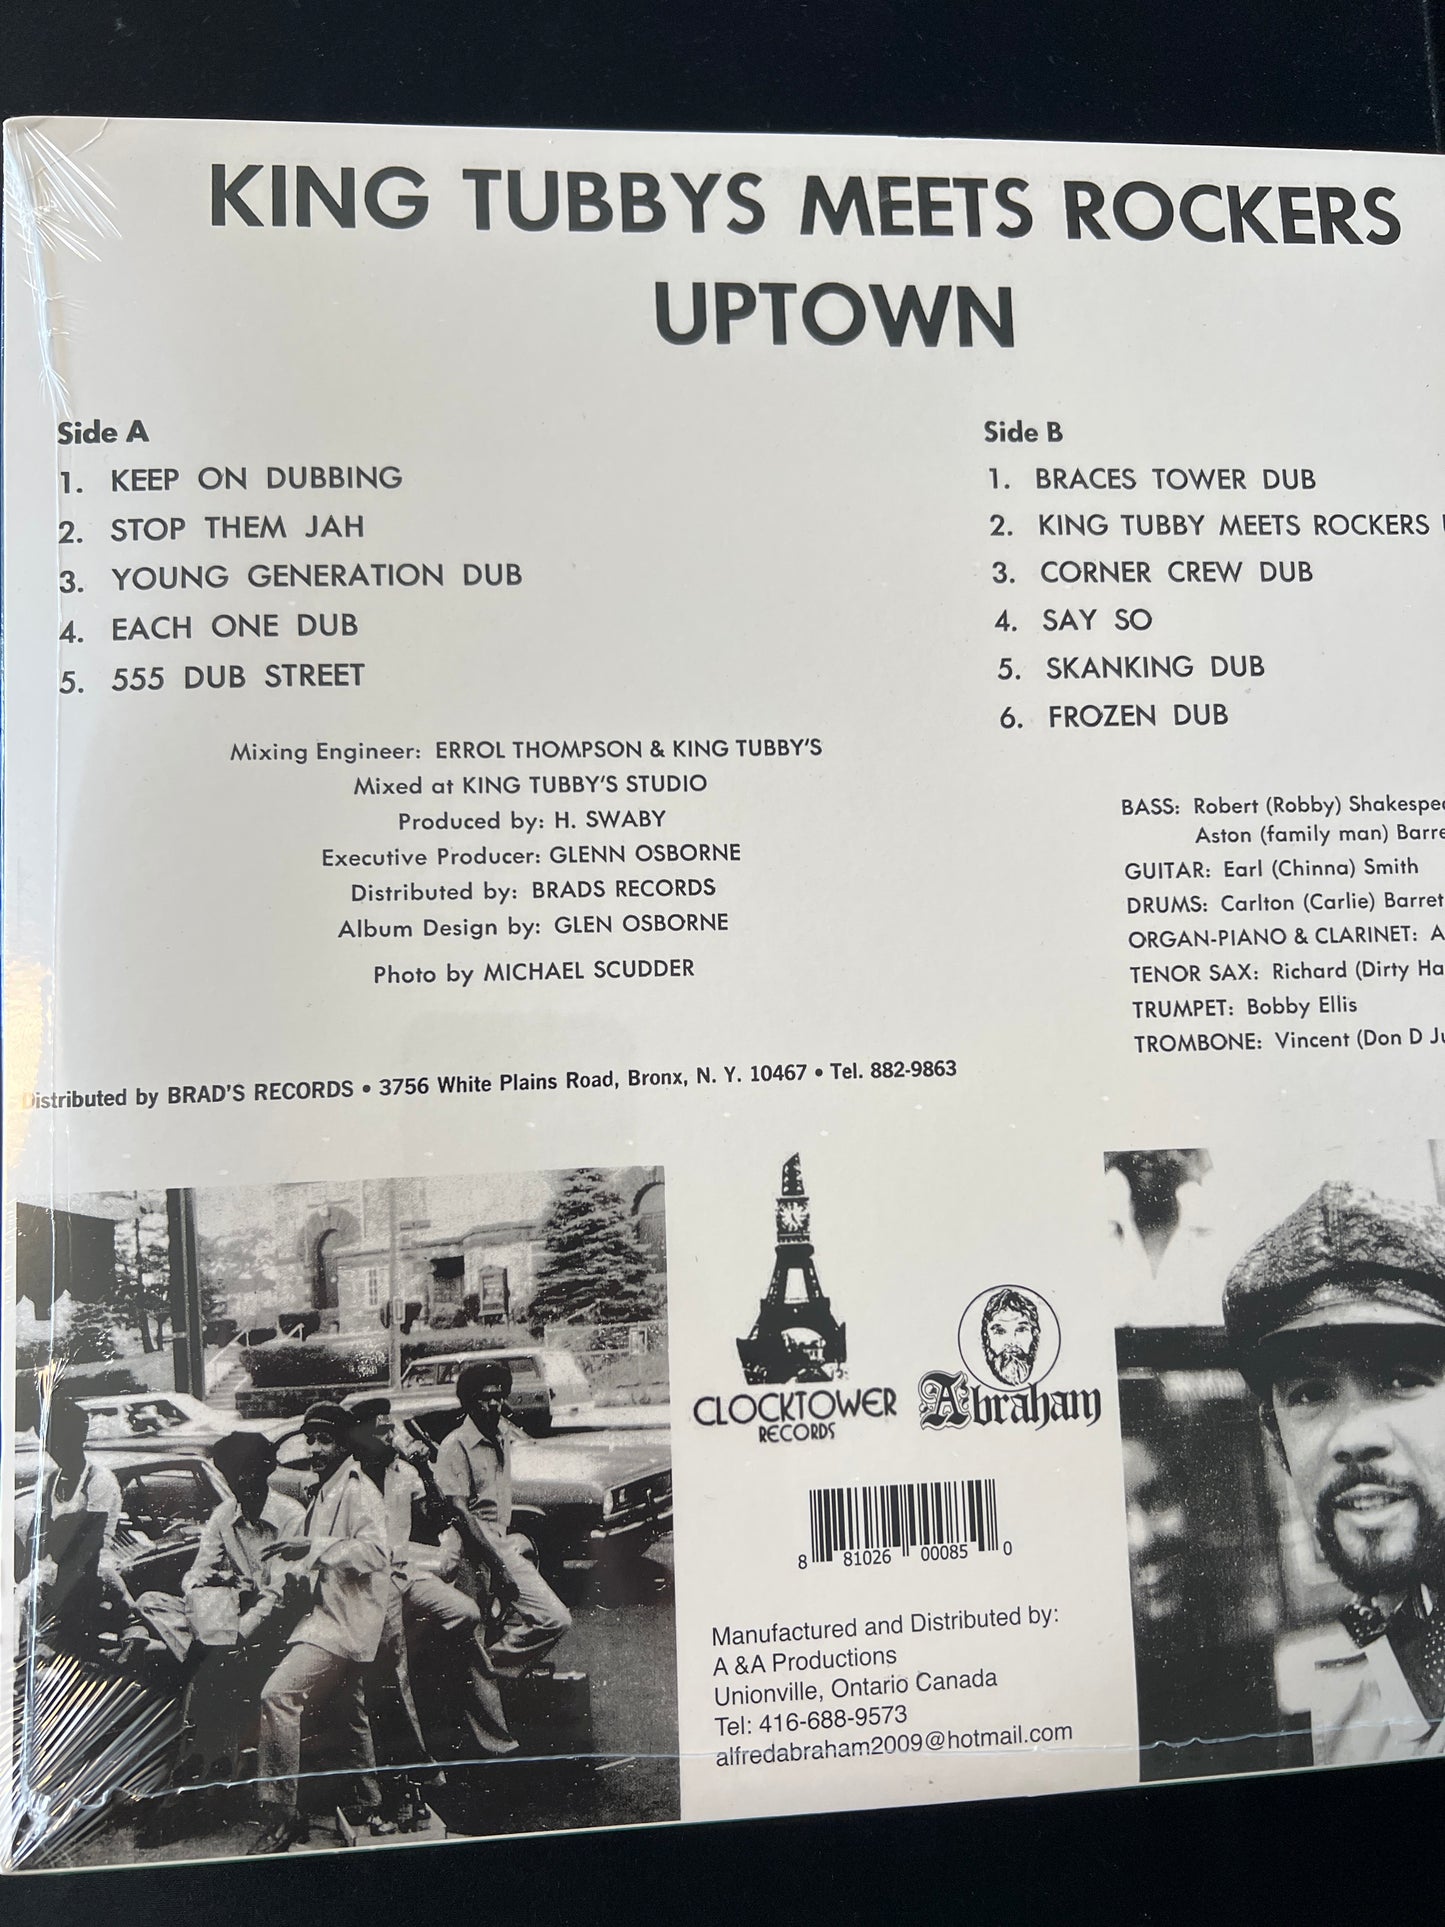 KING TUBBYS MEETS ROCKERS
UPTOWN
Side A
1. KEEP ON DUBBING
2. STOP THEM JAH
3. YOUNG GENERATION DUB
4. EACH ONE DUB
5. 555 DUB STREET
Side B
1. BRACES TOWER DUB
2. KING TUBBY MEETS ROCKERS
3. CORNER CREW DUB
4. SAY SO
5. SKANKING DUB
6. FROZEN DUB
Mixing Engineer: ERROL THOMPSON & KING TUBBY'S
Mixed at KING TUBBY'S STUDIO
Produced by: H. SWABY
Executive Producer: GLENN OSBORNE
Distributed by: BRADS RECORDS
Album Design by: GLEN OSBORNE
Photo by MICHAEL SCUDDER
BASS: Robert (Robby) Shakespe
Aston (family man) Barre
GUITAR: Earl (Chinna) Smith
DRUMS: Carlton (Carlie) Barret
ORGAN-PIANO & CLARINET: A
TENOR SAX: Richard (Dirty Ha
TRUMPET: Bobby Ellis
TROMBONE: Vincent (Don D Ju
Distributed by BRAD'S RECORDS • 3756 White Plains Road, Bronx, N. Y. 10467 • Tel. 882-9863
CLOCKTOWER
RECORDS
Abraham
8 81026 00085 0
Manufactured and Distributed by:
A &A Productions
Unionville, Ontario Canada
Tel: 416-688-9573
alfredabraham2009@hotmail.com